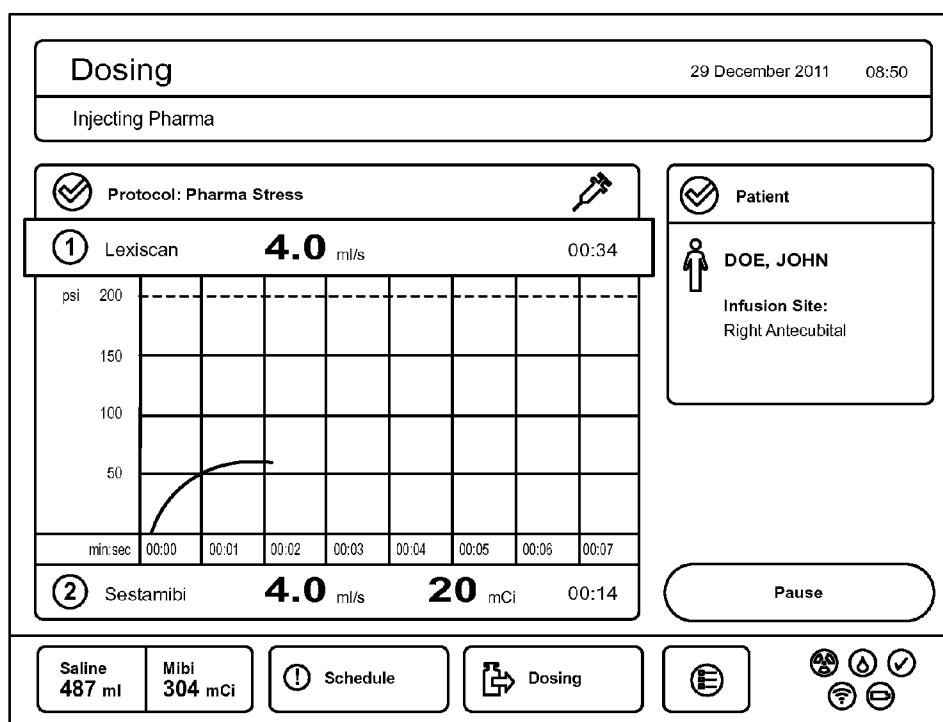 Dosing 29 December 2011 08:50
Injecting Pharma
Protocol: Pharma Stress
1 Lexiscan 4.0 ml/s 00:34
psi 200
150
100
50
min:sec 00:00 00:01 00:02 00:03 00:04 00:05 00:06 00:07
2 Sestamibi 4.0 ml/s 20 mCi 00:14
Patient
DOE, JOHN
Infusion Site:
Right Antecubital
Pause
Saline
487 ml
Mibi
304 mCi
! Schedule
Dosing